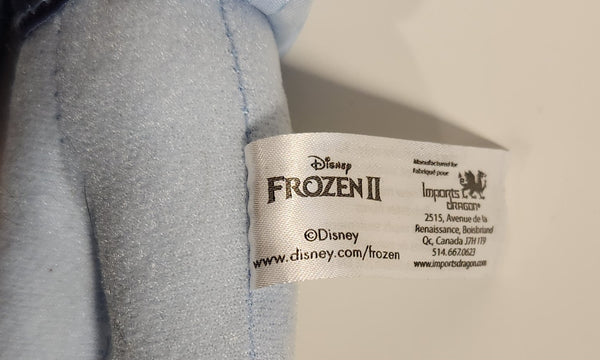 Disney
FROZEN II
©Disney
www.disney.com/frozen
Manufactured for
Fabriqué pour
Imports
DRAGON®
2515, Avenue de la
Renaissance, Boisbriand
Qc, Canada J7H 1T9
514.667.0623
www.importsdragon.com